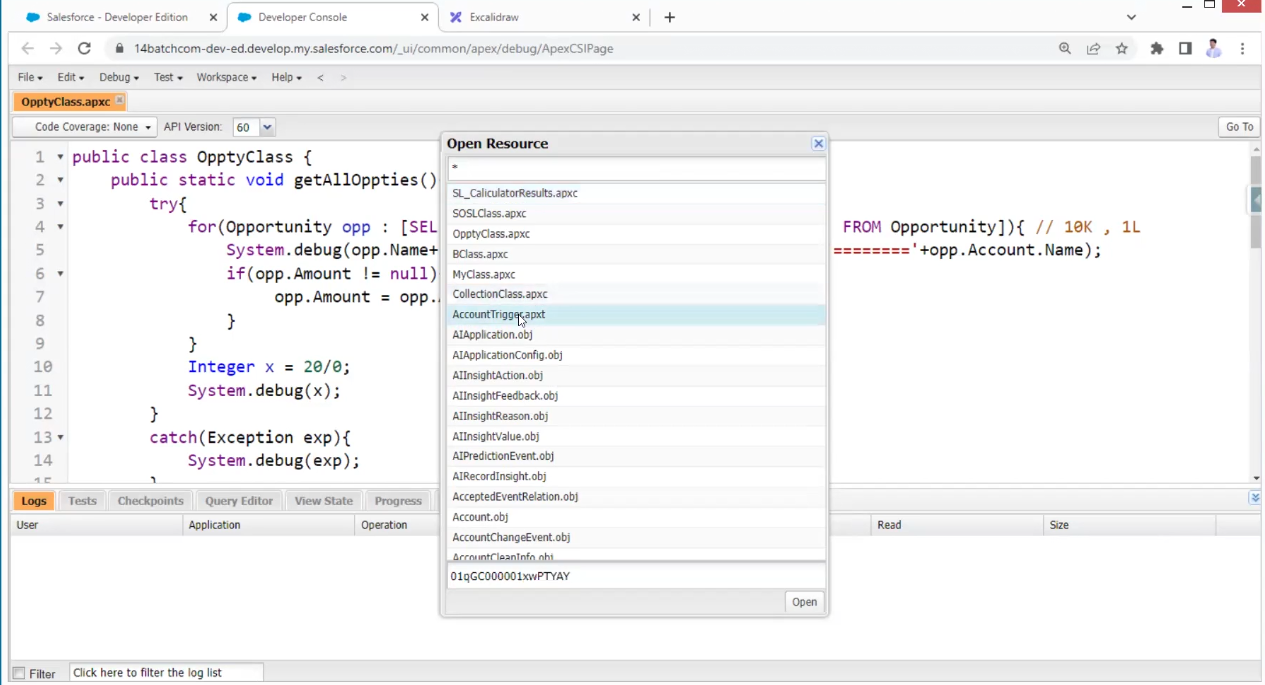 Salesforce - Developer Edition
Developer Console
Excalidraw
14batchcom-dev-ed.develop.my.salesforce.com/_ui/common/apex/debug/ApexCSIPage
File Edit Debug Test Workspace Help < >
OpptyClass.apxc
Code Coverage: None API Version: 60 Go To
1 public class OpptyClass {
2 public static void getAllOppties()
3 try{
4 for(Opportunity opp : [SEL FROM Opportunity]){ // 10K , 1L
5 System.debug(opp.Name+ ========'+opp.Account.Name);
6 if(opp.Amount != null)
7 opp.Amount = opp.
8 }
9 }
10 Integer x = 20/0;
11 System.debug(x);
12 }
13 catch(Exception exp){
14 System.debug(exp);
15 }
Open Resource
*
SL_CaliculatorResults.apxc
SOSLClass.apxc
OpptyClass.apxc
BClass.apxc
MyClass.apxc
CollectionClass.apxc
AccountTrigger.apxt
AIApplication.obj
AIApplicationConfig.obj
AIInsightAction.obj
AIInsightFeedback.obj
AIInsightReason.obj
AIInsightValue.obj
AIPredictionEvent.obj
AIRecordInsight.obj
AcceptedEventRelation.obj
Account.obj
AccountChangeEvent.obj
AccountCleanInfo.obj
01qGC000001xwPTYAY
Open
Logs Tests Checkpoints Query Editor View State Progress
User Application Operation Read Size
Filter Click here to filter the log list